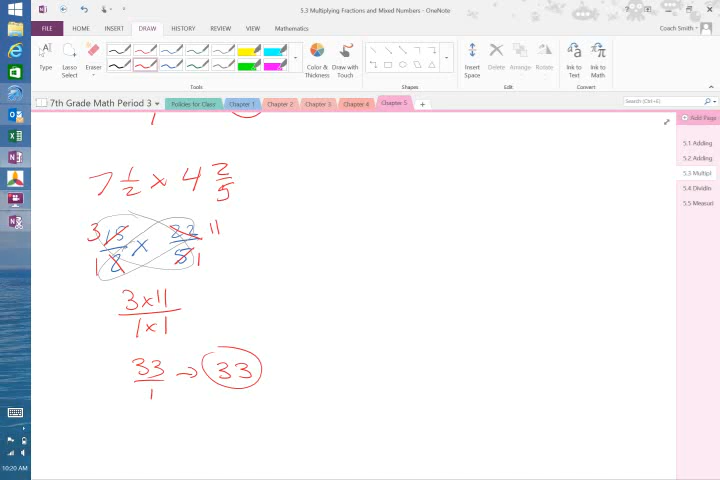 5.3 Multiplying Fractions and Mixed Numbers - OneNote
FILE HOME INSERT DRAW HISTORY REVIEW VIEW Mathematics
Coach Smith
Type
Lasso Select
Eraser
Color & Thickness
Draw with Touch
Insert Space
Delete
Arrange
Rotate
Ink to Text
Ink to Math
Tools
Shapes
Edit
Convert
7th Grade Math Period 3
Policies for Class
Chapter 1
Chapter 2
Chapter 3
Chapter 4
Chapter 5
Search (Ctrl+E)
Add Page
5.1 Adding
5.2 Adding
5.3 Multipl
5.4 Dividin
5.5 Measuri
7 1/2 x 4 2/5
3 15/2 x 22/5 11
1 1
3 x 11
1 x 1
33/1 → 33
10:20 AM